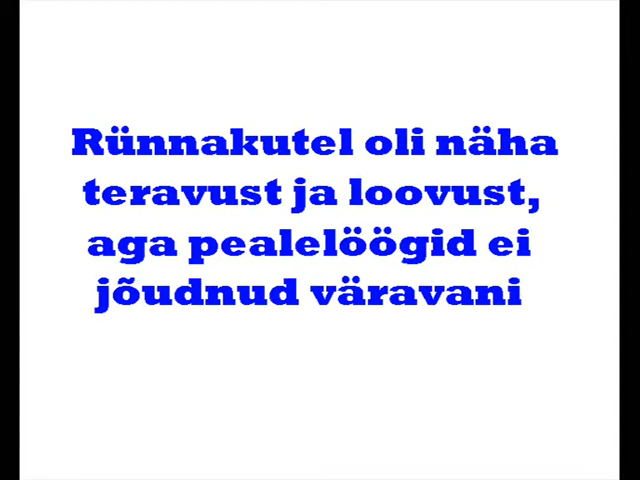 Rünnakutel oli näha
teravust ja loovust,
aga pealelöögid ei
jõudnud väravani